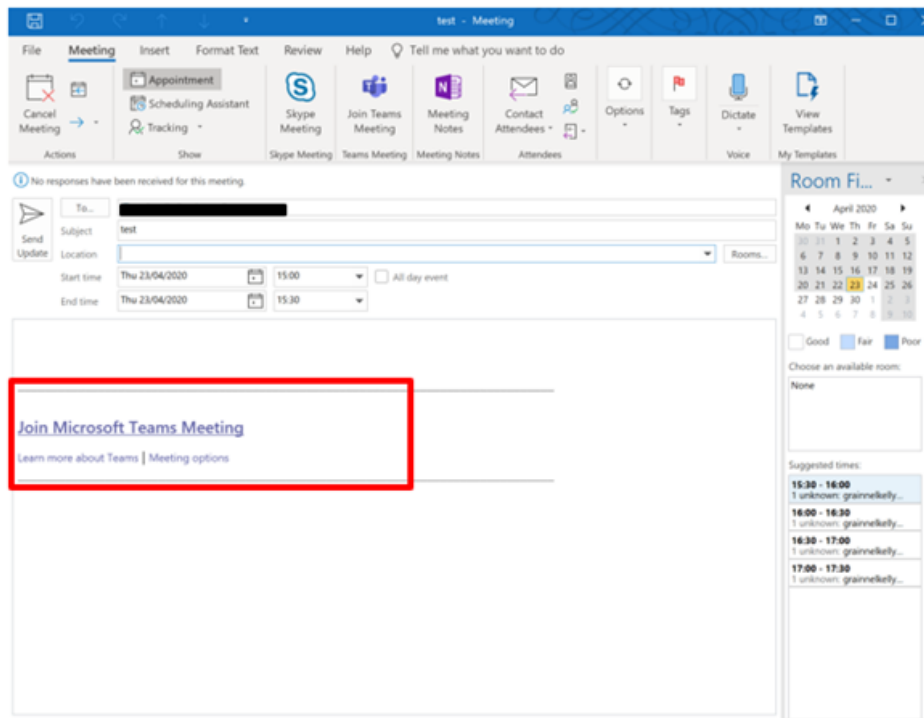 test - Meeting
File Meeting Insert Format Text Review Help Tell me what you want to do
Cancel Meeting
Actions
Appointment
Scheduling Assistant
Tracking
Show
Skype Meeting
Skype Meeting
Join Teams Meeting
Teams Meeting
Meeting Notes
Meeting Notes
Contact Attendees
Attendees
Options
Tags
Dictate
Voice
View Templates
My Templates
No responses have been received for this meeting.
Send Update
To...
Subject test
Location Rooms...
Start time Thu 23/04/2020 15:00 All day event
End time Thu 23/04/2020 15:30
Join Microsoft Teams Meeting
Learn more about Teams | Meeting options
Room Fi...
April 2020
Mo Tu We Th Fr Sa Su
30 31 1 2 3 4 5
6 7 8 9 10 11 12
13 14 15 16 17 18 19
20 21 22 23 24 25 26
27 28 29 30 1 2 3
4 5 6 7 8 9 10
Good Fair Poor
Choose an available room:
None
Suggested times:
15:30 - 16:00
1 unknown: grainnelkelly...
16:00 - 16:30
1 unknown: grainnelkelly...
16:30 - 17:00
1 unknown: grainnelkelly...
17:00 - 17:30
1 unknown: grainnelkelly...